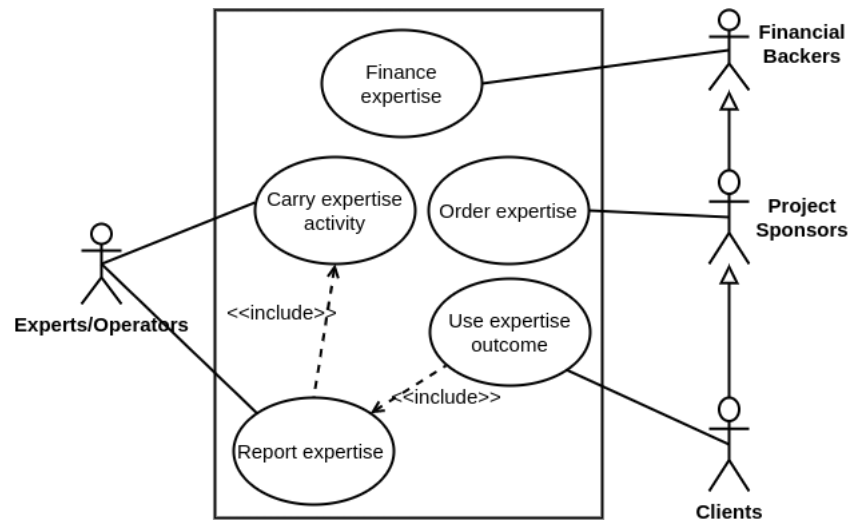 Financial
Backers
Finance
expertise
Carry expertise
activity
Order expertise
Project
Sponsors
Experts/Operators
<<include>>
Use expertise
outcome
<<include>>
Report expertise
Clients